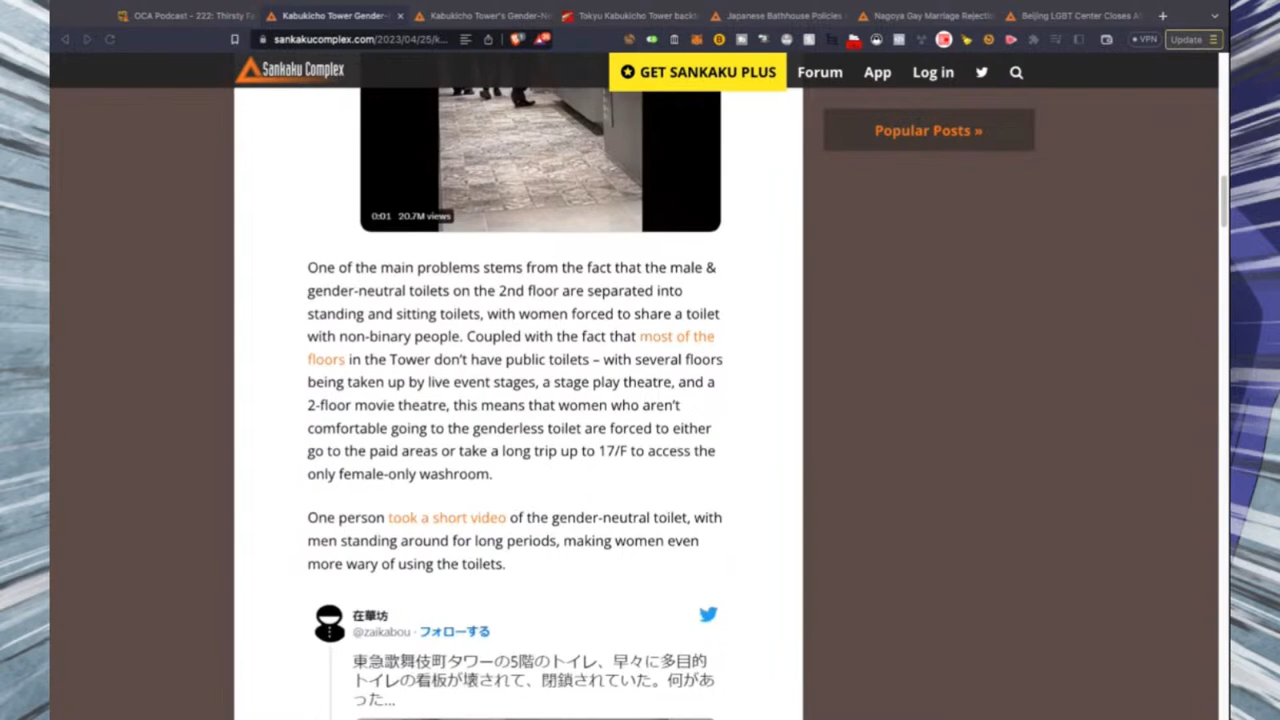 OCA Podcast - 222: Thirsty Fa
Kabukicho Tower Gender-
Kabukicho Tower's Gender-Ne
Tokyu Kabukicho Tower back
Japanese Bathhouse Policies
Nagoya Gay Marriage Reject
Beijing LGBT Center Closes A
sankakucomplex.com/2023/04/25/k...
VPN
Update
Sankaku Complex
GET SANKAKU PLUS
Forum
App
Log in
Popular Posts »
0:01 20.7M views
One of the main problems stems from the fact that the male &
gender-neutral toilets on the 2nd floor are separated into
standing and sitting toilets, with women forced to share a toilet
with non-binary people. Coupled with the fact that most of the
floors in the Tower don't have public toilets – with several floors
being taken up by live event stages, a stage play theatre, and a
2-floor movie theatre, this means that women who aren't
comfortable going to the genderless toilet are forced to either
go to the paid areas or take a long trip up to 17/F to access the
only female-only washroom.
One person took a short video of the gender-neutral toilet, with
men standing around for long periods, making women even
more wary of using the toilets.
在華坊
@zaikabou · フォローする
東急歌舞伎町タワーの5階のトイレ、早々に多目的
トイレの看板が壊されて、閉鎖されていた。何があ
った...